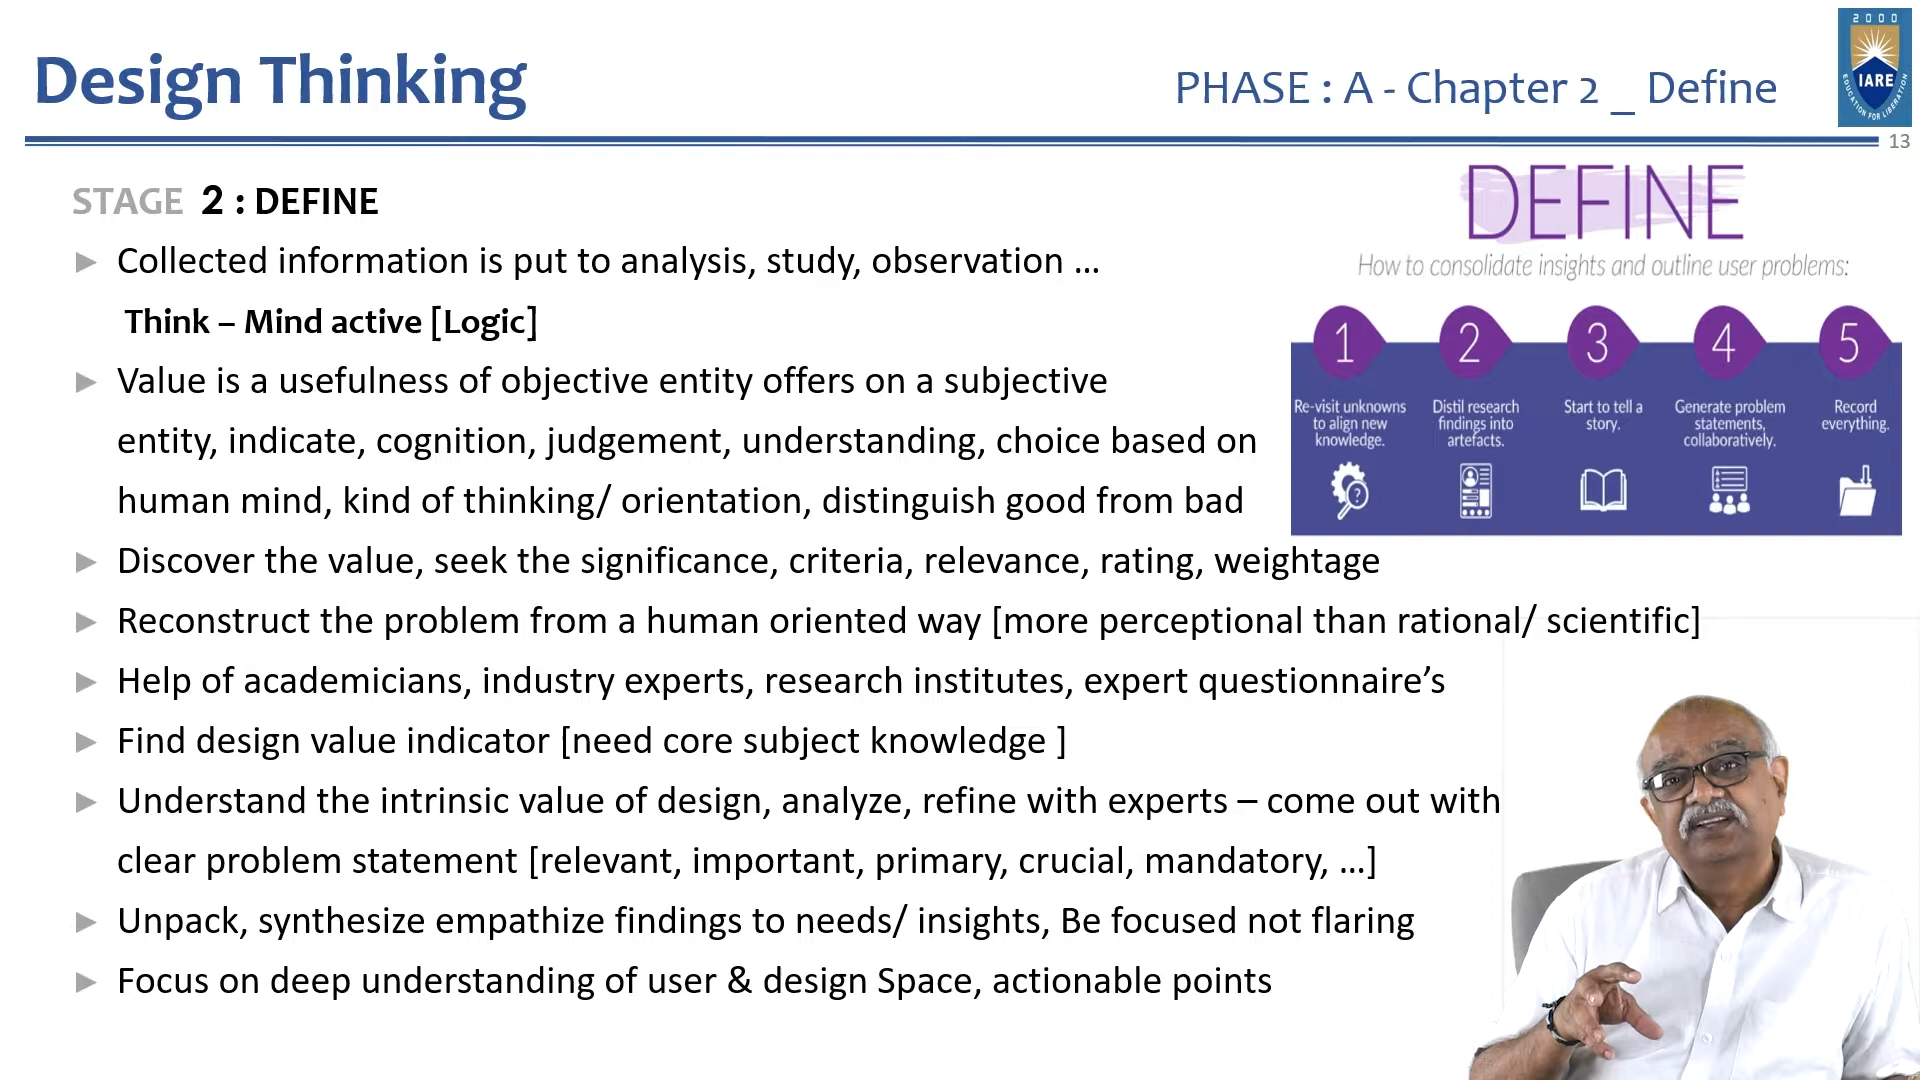 Design Thinking
PHASE : A - Chapter 2 _ Define
2000
IARE
EDUCATION FOR LIBERATION
13
STAGE 2 : DEFINE
► Collected information is put to analysis, study, observation ...
Think – Mind active [Logic]
► Value is a usefulness of objective entity offers on a subjective
entity, indicate, cognition, judgement, understanding, choice based on
human mind, kind of thinking/ orientation, distinguish good from bad
► Discover the value, seek the significance, criteria, relevance, rating, weightage
► Reconstruct the problem from a human oriented way [more perceptional than rational/ scientific]
► Help of academicians, industry experts, research institutes, expert questionnaire’s
► Find design value indicator [need core subject knowledge ]
► Understand the intrinsic value of design, analyze, refine with experts – come out with
clear problem statement [relevant, important, primary, crucial, mandatory, ...]
► Unpack, synthesize empathize findings to needs/ insights, Be focused not flaring
► Focus on deep understanding of user & design Space, actionable points
DEFINE
How to consolidate insights and outline user problems:
1
Re-visit unknowns
to align new
knowledge.
2
Distil research
findings into
artefacts.
3
Start to tell a
story.
4
Generate problem
statements,
collaboratively.
5
Record
everything.